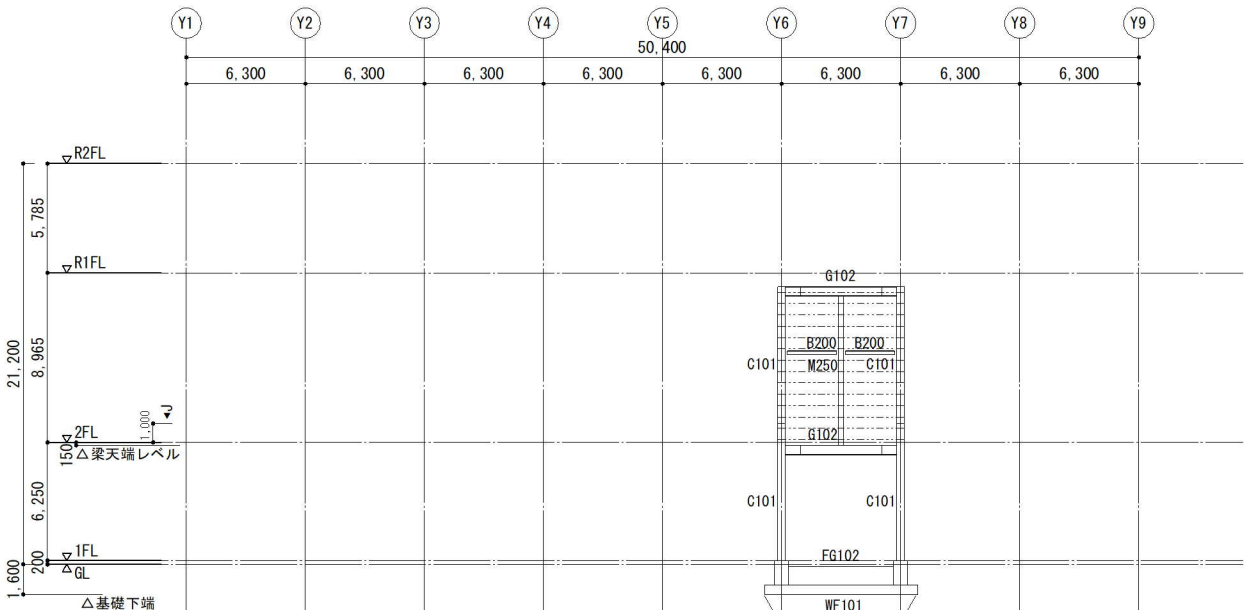 Y1 Y2 Y3 Y4 Y5 Y6 Y7 Y8 Y9
50,400
6,300 6,300 6,300 6,300 6,300 6,300 6,300 6,300
▽R2FL
5,785
▽R1FL
G102
21,200
8,965
B200 B200
C101 M250 C101
1,000
▼J
▽2FL
G102
150
△梁天端レベル
6,250
C101 C101
▽1FL
FG102
200
△GL
1,600
△基礎下端
WF101